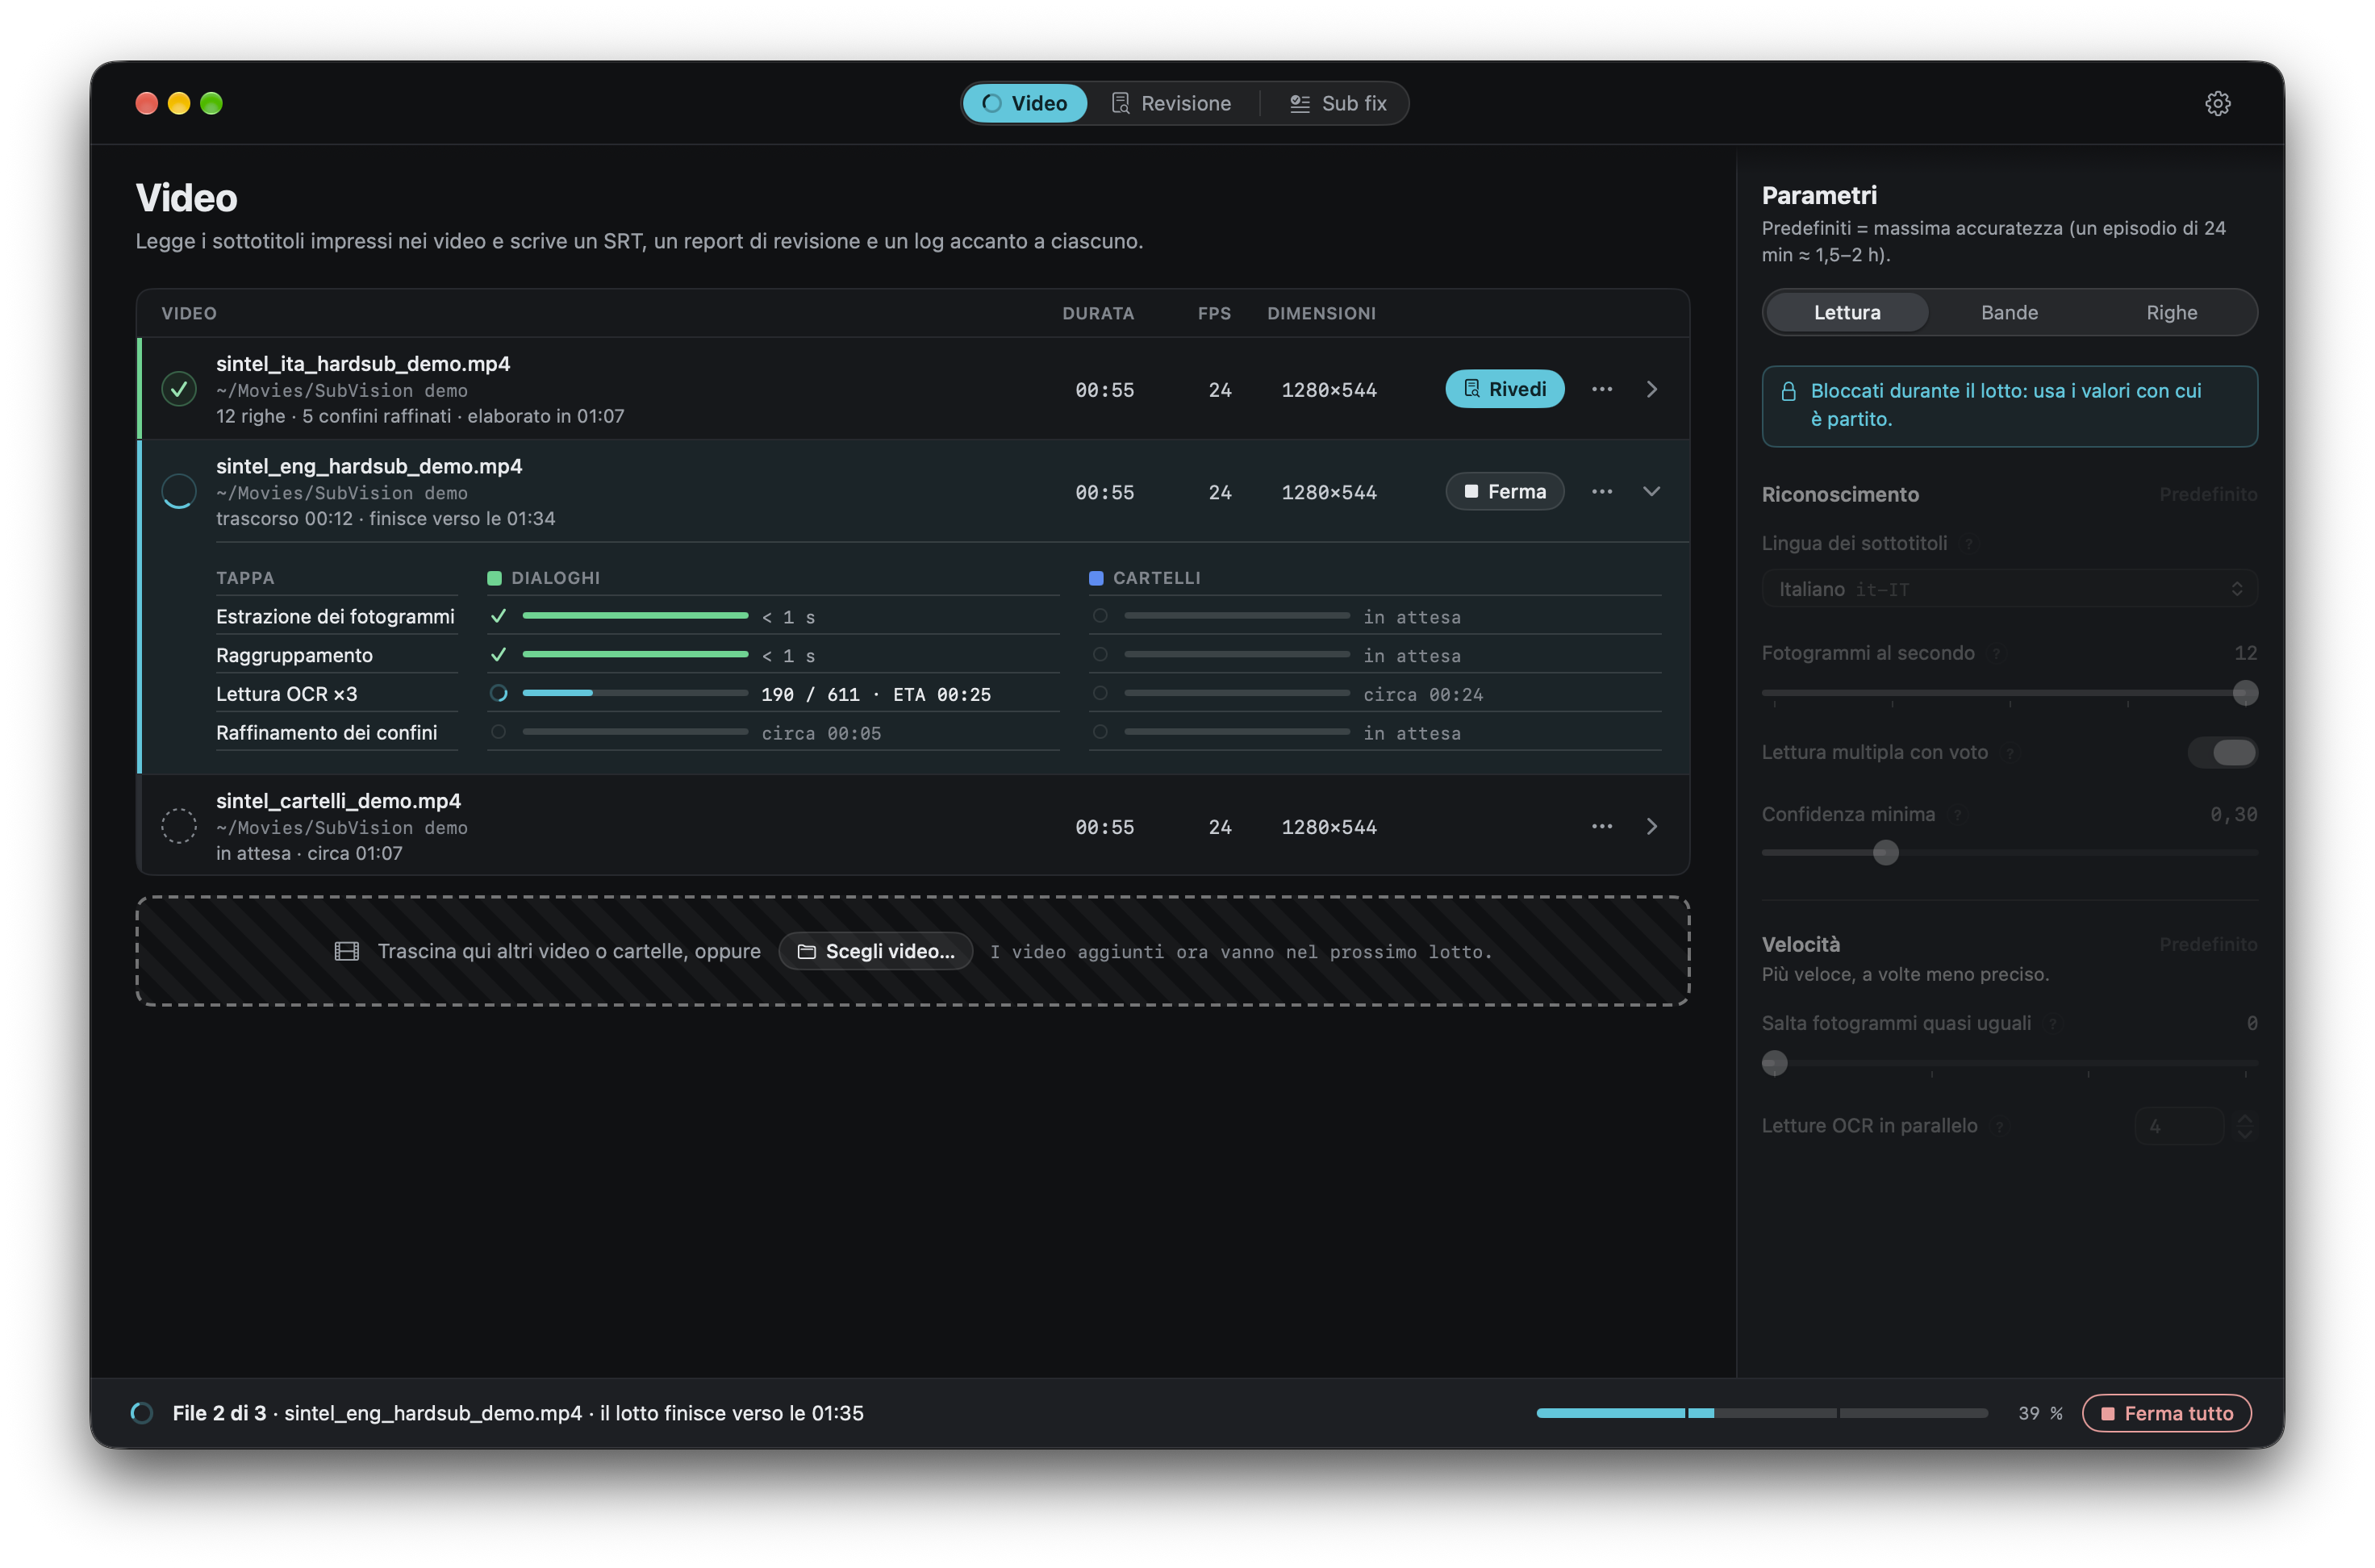 Video
Revisione
Sub fix
Video
Legge i sottotitoli impressi nei video e scrive un SRT, un report di revisione e un log accanto a ciascuno.
VIDEO DURATA FPS DIMENSIONI
sintel_ita_hardsub_demo.mp4
~/Movies/SubVision demo
12 righe · 5 confini raffinati · elaborato in 01:07
00:55 24 1280×544 Rivedi
sintel_eng_hardsub_demo.mp4
~/Movies/SubVision demo
trascorso 00:12 · finisce verso le 01:34
00:55 24 1280×544 Ferma
TAPPA DIALOGHI CARTELLI
Estrazione dei fotogrammi < 1 s in attesa
Raggruppamento < 1 s in attesa
Lettura OCR ×3 190 / 611 · ETA 00:25 circa 00:24
Raffinamento dei confini circa 00:05 in attesa
sintel_cartelli_demo.mp4
~/Movies/SubVision demo
in attesa · circa 01:07
00:55 24 1280×544
Trascina qui altri video o cartelle, oppure Scegli video... I video aggiunti ora vanno nel prossimo lotto.
Parametri
Predefiniti = massima accuratezza (un episodio di 24
min ≈ 1,5–2 h).
Lettura Bande Righe
Bloccati durante il lotto: usa i valori con cui
è partito.
Riconoscimento Predefinito
Lingua dei sottotitoli ?
Italiano it-IT
Fotogrammi al secondo ? 12
Lettura multipla con voto ?
Confidenza minima ? 0,30
Velocità Predefinito
Più veloce, a volte meno preciso.
Salta fotogrammi quasi uguali ? 0
Letture OCR in parallelo ? 4
File 2 di 3 · sintel_eng_hardsub_demo.mp4 · il lotto finisce verso le 01:35
39 % Ferma tutto